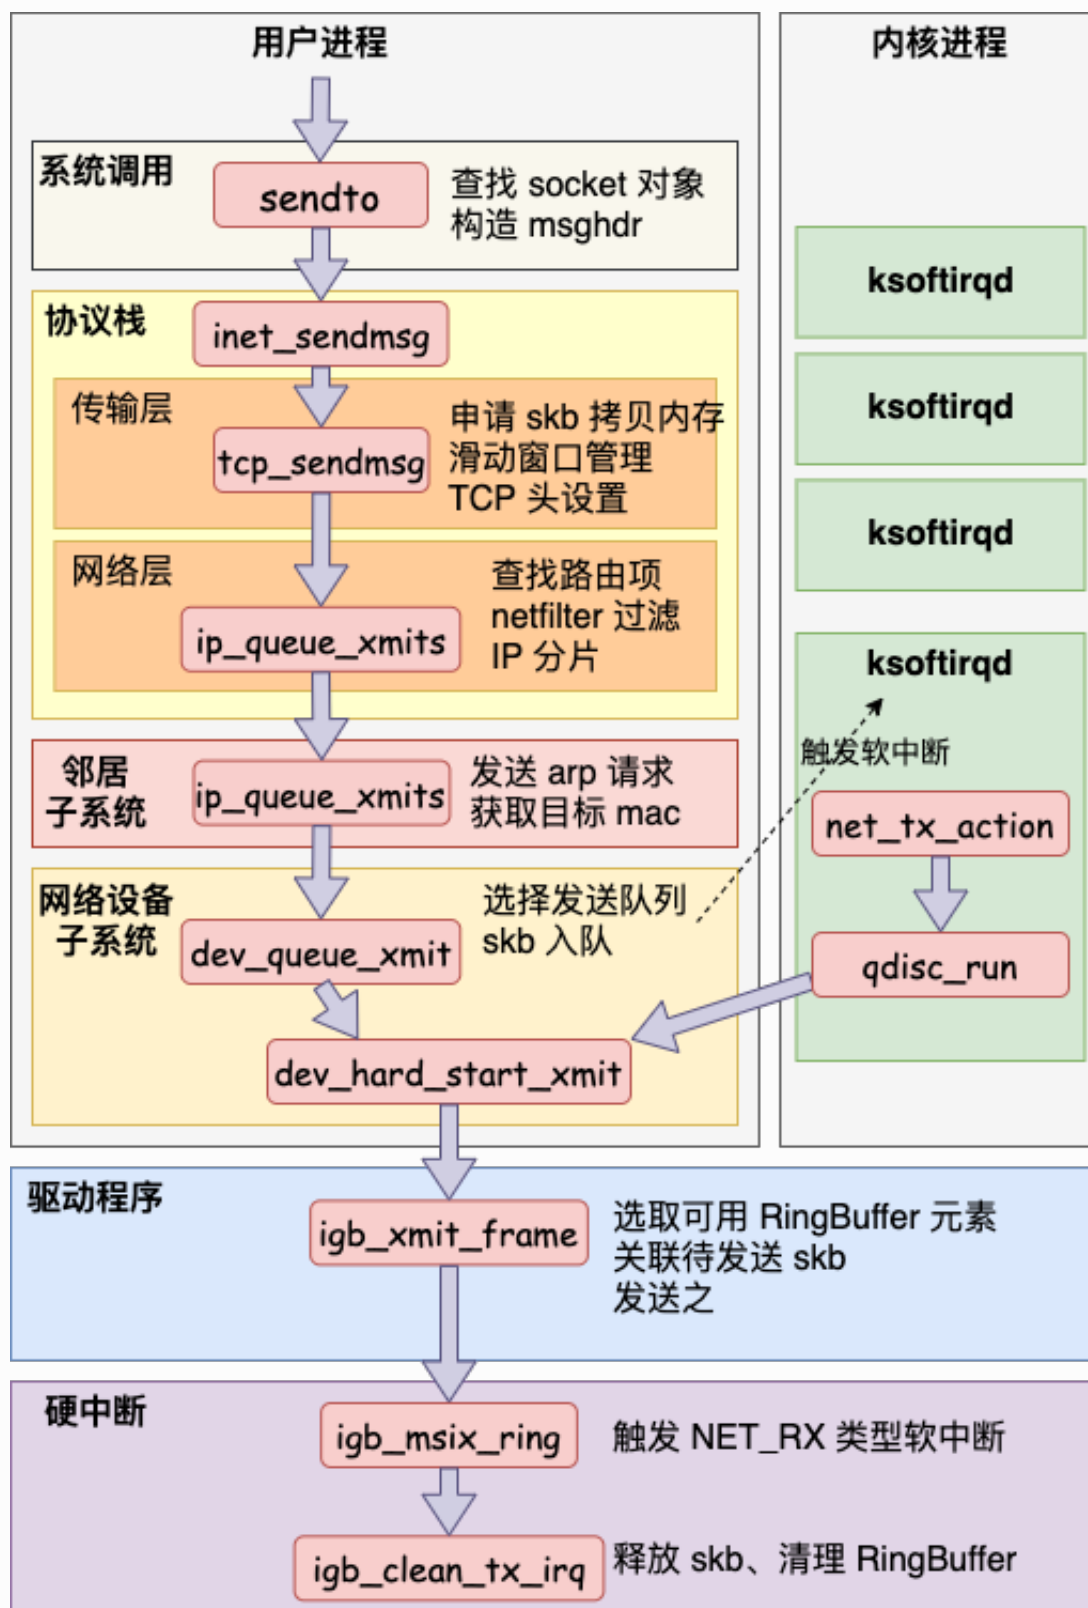 用户进程
系统调用
sendto
查找 socket 对象
构造 msghdr
协议栈
inet_sendmsg
传输层
tcp_sendmsg
申请 skb 拷贝内存
滑动窗口管理
TCP 头设置
网络层
ip_queue_xmits
查找路由项
netfilter 过滤
IP 分片
邻居
子系统
ip_queue_xmits
发送 arp 请求
获取目标 mac
网络设备
子系统
dev_queue_xmit
选择发送队列
skb 入队
dev_hard_start_xmit
内核进程
ksoftirqd
ksoftirqd
ksoftirqd
ksoftirqd
触发软中断
net_tx_action
qdisc_run
驱动程序
igb_xmit_frame
选取可用 RingBuffer 元素
关联待发送 skb
发送之
硬中断
igb_msix_ring
触发 NET_RX 类型软中断
igb_clean_tx_irq
释放 skb、清理 RingBuffer